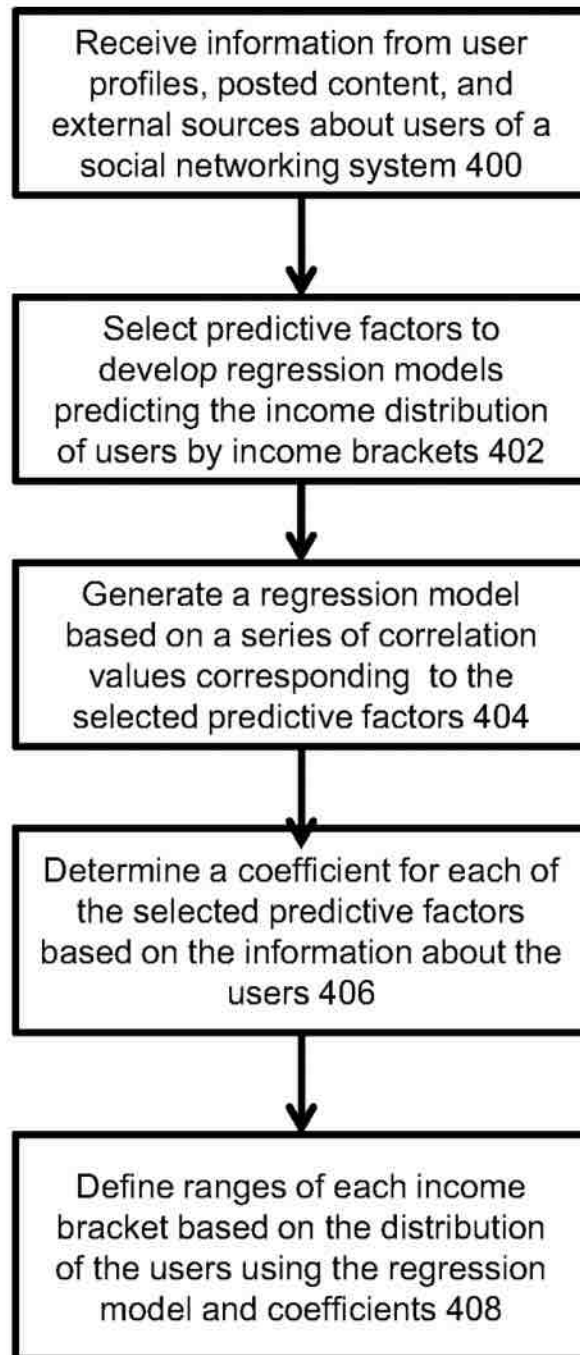 Receive information from user
profiles, posted content, and
external sources about users of a
social networking system 400
Select predictive factors to
develop regression models
predicting the income distribution
of users by income brackets 402
Generate a regression model
based on a series of correlation
values corresponding to the
selected predictive factors 404
Determine a coefficient for each of
the selected predictive factors
based on the information about the
users 406
Define ranges of each income
bracket based on the distribution
of the users using the regression
model and coefficients 408